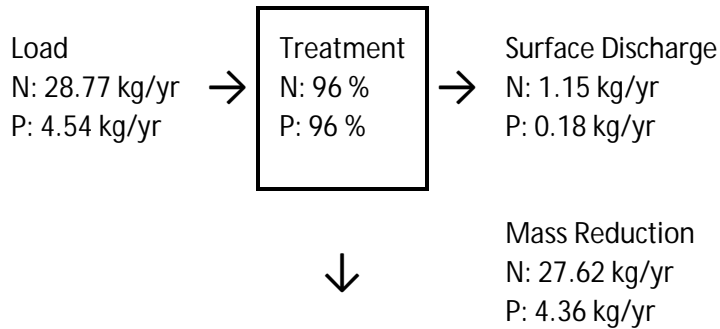 Load
N: 28.77 kg/yr
P: 4.54 kg/yr
→
Treatment
N: 96 %
P: 96 %
→
Surface Discharge
N: 1.15 kg/yr
P: 0.18 kg/yr
↓
Mass Reduction
N: 27.62 kg/yr
P: 4.36 kg/yr